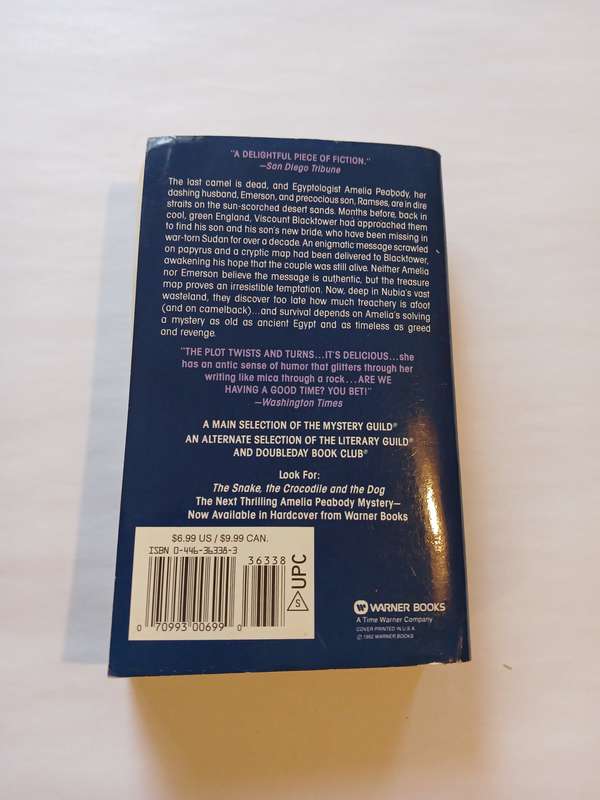 "A DELIGHTFUL PIECE OF FICTION."
—San Diego Tribune
The last camel is dead, and Egyptologist Amelia Peabody, her
dashing husband, Emerson, and precocious son, Ramses, are in dire
straits on the sun-scorched desert sands. Months before, back in
cool, green England, Viscount Blacktower had approached them
to find his son and his son's new bride, who have been missing in
war-torn Sudan for over a decade. An enigmatic message scrawled
on papyrus and a cryptic map had been delivered to Blacktower,
awakening his hope that the couple was still alive. Neither Amelia
nor Emerson believe the message is authentic, but the treasure
map proves an irresistible temptation. Now, deep in Nubia's vast
wasteland, they discover too late how much treachery is afoot
(and on camelback)...and survival depends on Amelia's solving
a mystery as old as ancient Egypt and as timeless as greed
and revenge.
"THE PLOT TWISTS AND TURNS...IT'S DELICIOUS...she
has an antic sense of humor that glitters through her
writing like mica through a rock...ARE WE
HAVING A GOOD TIME? YOU BET!"
—Washington Times
A MAIN SELECTION OF THE MYSTERY GUILD®
AN ALTERNATE SELECTION OF THE LITERARY GUILD®
AND DOUBLEDAY BOOK CLUB®
Look For:
The Snake, the Crocodile and the Dog
The Next Thrilling Amelia Peabody Mystery—
Now Available in Hardcover from Warner Books
$6.99 US / $9.99 CAN.
ISBN 0-446-36338-3
36338
S
UPC
0 70993 00699 0
W WARNER BOOKS
A Time Warner Company
COVER PRINTED IN U.S.A.
© 1992 WARNER BOOKS